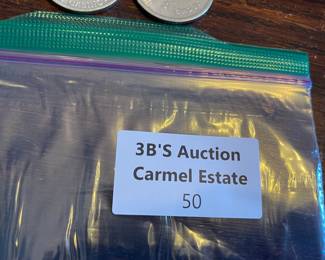 3B'S Auction
Carmel Estate
50